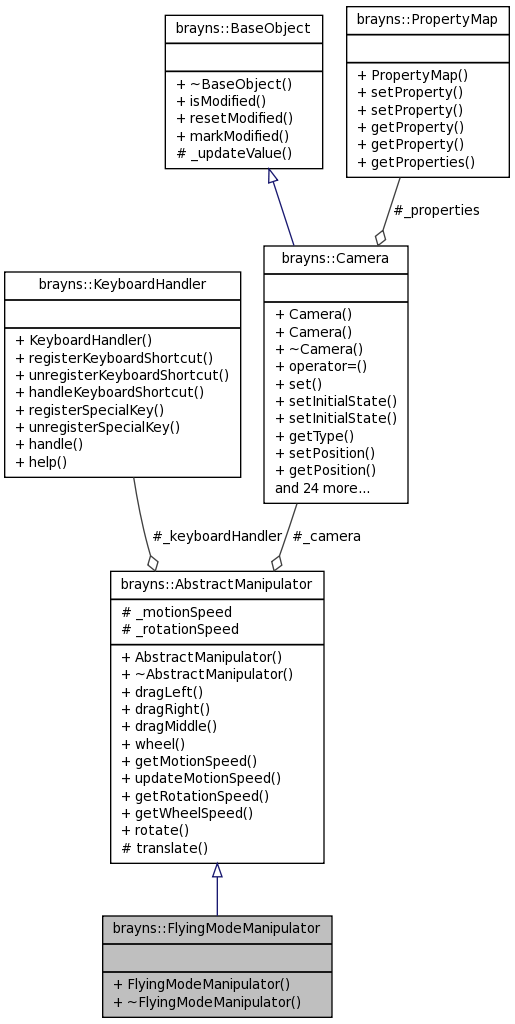 brayns::BaseObject
+ ~BaseObject()
+ isModified()
+ resetModified()
+ markModified()
# _updateValue()
brayns::PropertyMap
+ PropertyMap()
+ setProperty()
+ setProperty()
+ getProperty()
+ getProperty()
+ getProperties()
#_properties
brayns::KeyboardHandler
+ KeyboardHandler()
+ registerKeyboardShortcut()
+ unregisterKeyboardShortcut()
+ handleKeyboardShortcut()
+ registerSpecialKey()
+ unregisterSpecialKey()
+ handle()
+ help()
brayns::Camera
+ Camera()
+ Camera()
+ ~Camera()
+ operator=()
+ set()
+ setInitialState()
+ setInitialState()
+ getType()
+ setPosition()
+ getPosition()
and 24 more...
#_keyboardHandler
#_camera
brayns::AbstractManipulator
# _motionSpeed
# _rotationSpeed
+ AbstractManipulator()
+ ~AbstractManipulator()
+ dragLeft()
+ dragRight()
+ dragMiddle()
+ wheel()
+ getMotionSpeed()
+ updateMotionSpeed()
+ getRotationSpeed()
+ getWheelSpeed()
+ rotate()
# translate()
brayns::FlyingModeManipulator
+ FlyingModeManipulator()
+ ~FlyingModeManipulator()